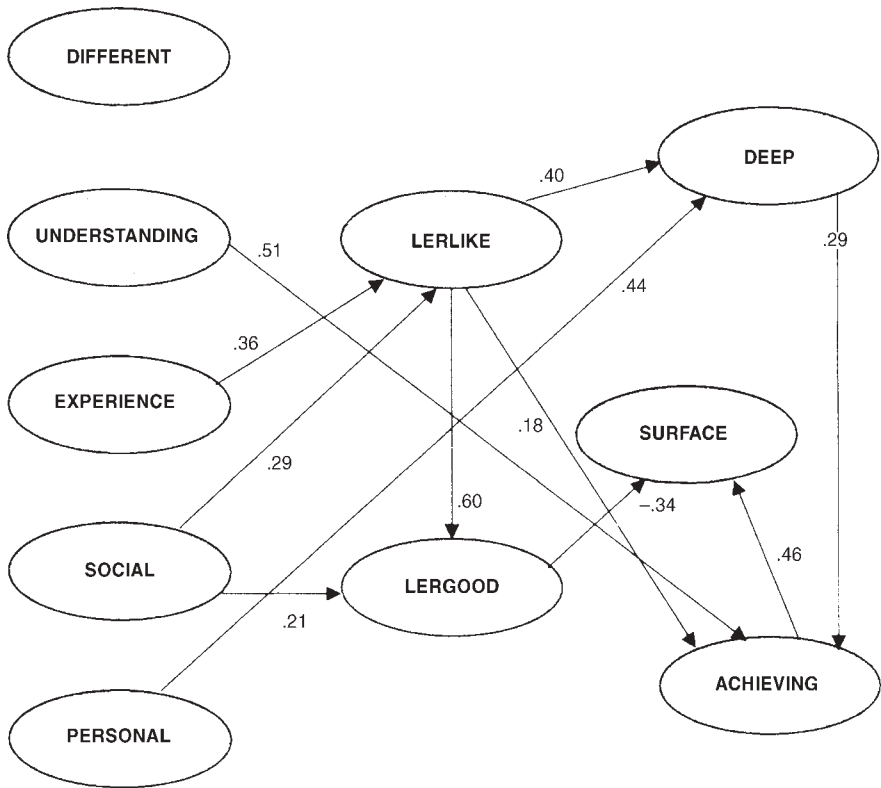 DIFFERENT
DEEP
.40
UNDERSTANDING
LERLIKE
.51
.29
.44
.36
EXPERIENCE
.18
SURFACE
.29
.60
–.34
SOCIAL
LERGOOD
.46
.21
ACHIEVING
PERSONAL